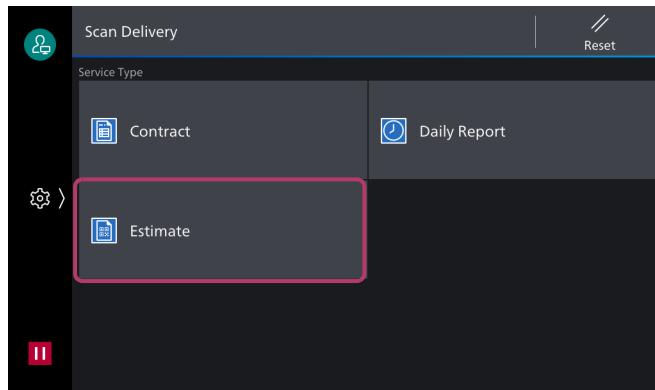 Scan Delivery
Reset
Service Type
Contract
Daily Report
Estimate